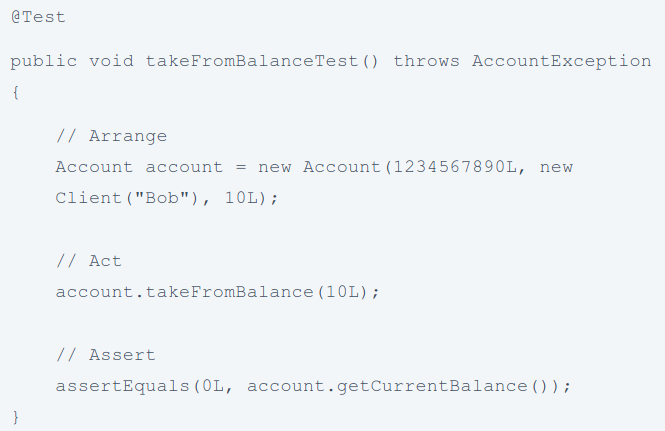 @Test
public void takeFromBalanceTest() throws AccountException
{
// Arrange
Account account = new Account(1234567890L, new
Client("Bob"), 10L);
// Act
account.takeFromBalance(10L);
// Assert
assertEquals(0L, account.getCurrentBalance());
}